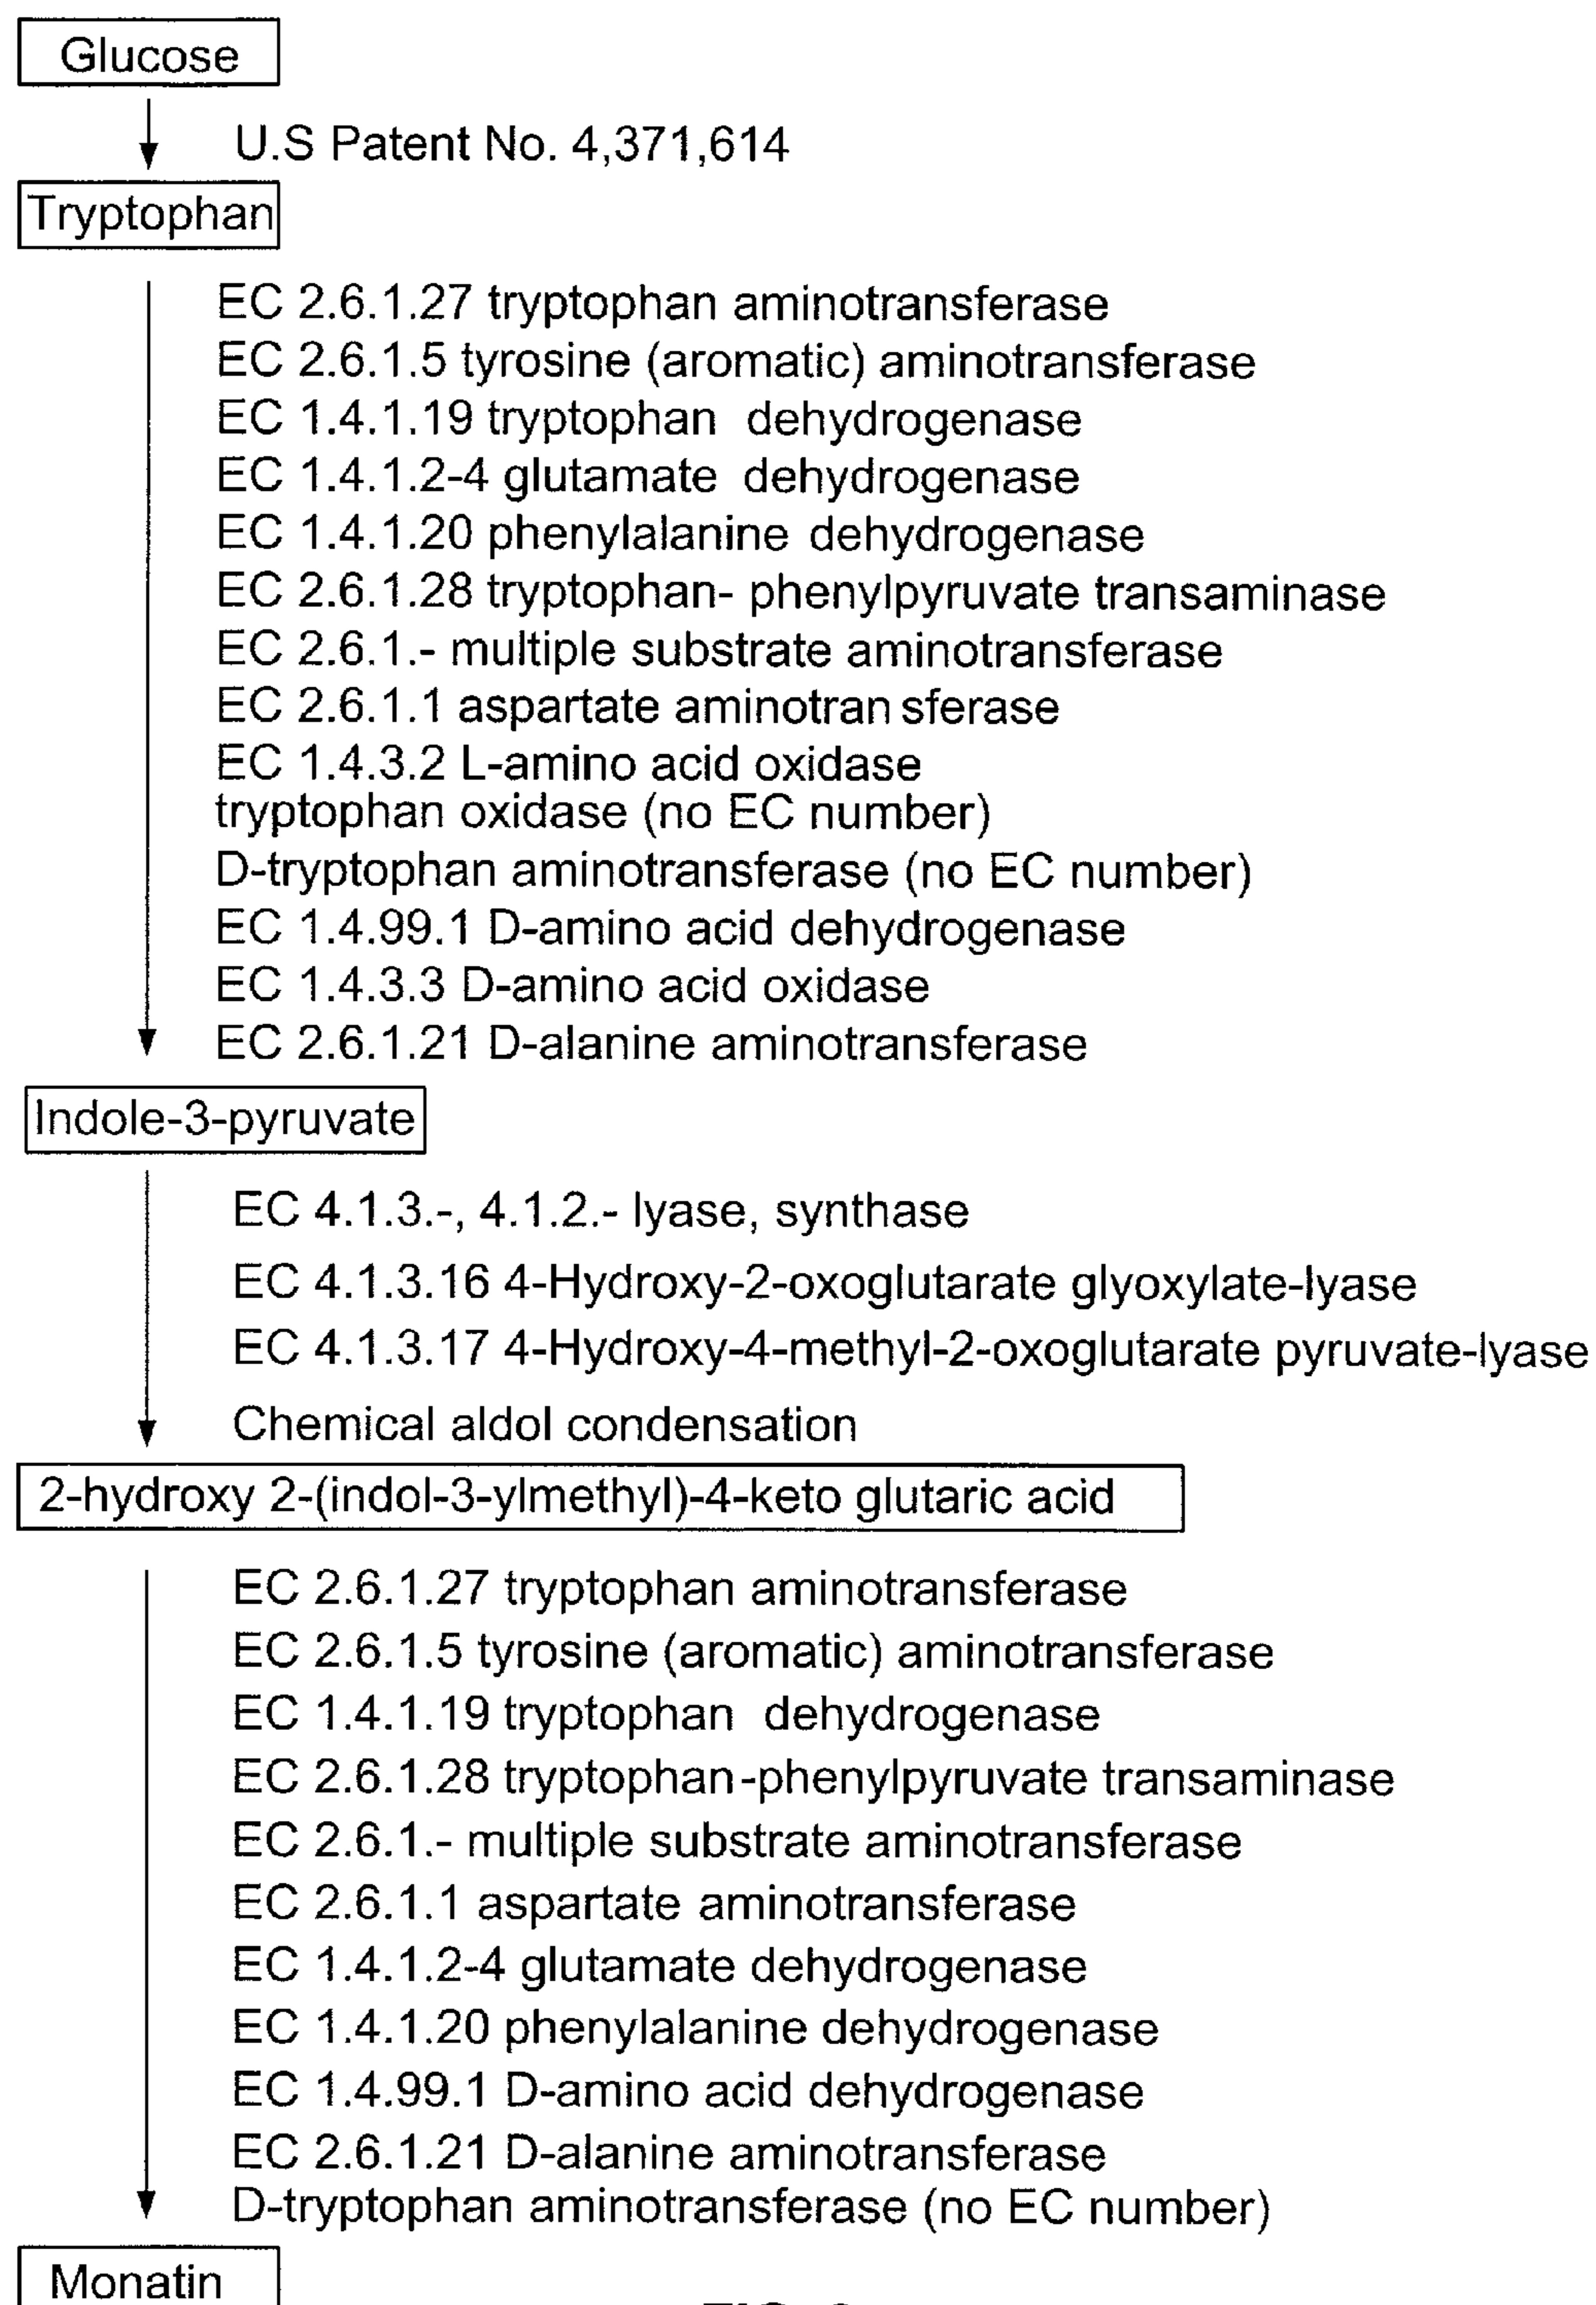 Glucose
U.S Patent No. 4,371,614
Tryptophan
EC 2.6.1.27 tryptophan aminotransferase
EC 2.6.1.5 tyrosine (aromatic) aminotransferase
EC 1.4.1.19 tryptophan dehydrogenase
EC 1.4.1.2-4 glutamate dehydrogenase
EC 1.4.1.20 phenylalanine dehydrogenase
EC 2.6.1.28 tryptophan- phenylpyruvate transaminase
EC 2.6.1.- multiple substrate aminotransferase
EC 2.6.1.1 aspartate aminotran sferase
EC 1.4.3.2 L-amino acid oxidase
tryptophan oxidase (no EC number)
D-tryptophan aminotransferase (no EC number)
EC 1.4.99.1 D-amino acid dehydrogenase
EC 1.4.3.3 D-amino acid oxidase
EC 2.6.1.21 D-alanine aminotransferase
Indole-3-pyruvate
EC 4.1.3.-, 4.1.2.- lyase, synthase
EC 4.1.3.16 4-Hydroxy-2-oxoglutarate glyoxylate-lyase
EC 4.1.3.17 4-Hydroxy-4-methyl-2-oxoglutarate pyruvate-lyase
Chemical aldol condensation
2-hydroxy 2-(indol-3-ylmethyl)-4-keto glutaric acid
EC 2.6.1.27 tryptophan aminotransferase
EC 2.6.1.5 tyrosine (aromatic) aminotransferase
EC 1.4.1.19 tryptophan dehydrogenase
EC 2.6.1.28 tryptophan-phenylpyruvate transaminase
EC 2.6.1.- multiple substrate aminotransferase
EC 2.6.1.1 aspartate aminotransferase
EC 1.4.1.2-4 glutamate dehydrogenase
EC 1.4.1.20 phenylalanine dehydrogenase
EC 1.4.99.1 D-amino acid dehydrogenase
EC 2.6.1.21 D-alanine aminotransferase
D-tryptophan aminotransferase (no EC number)
Monatin